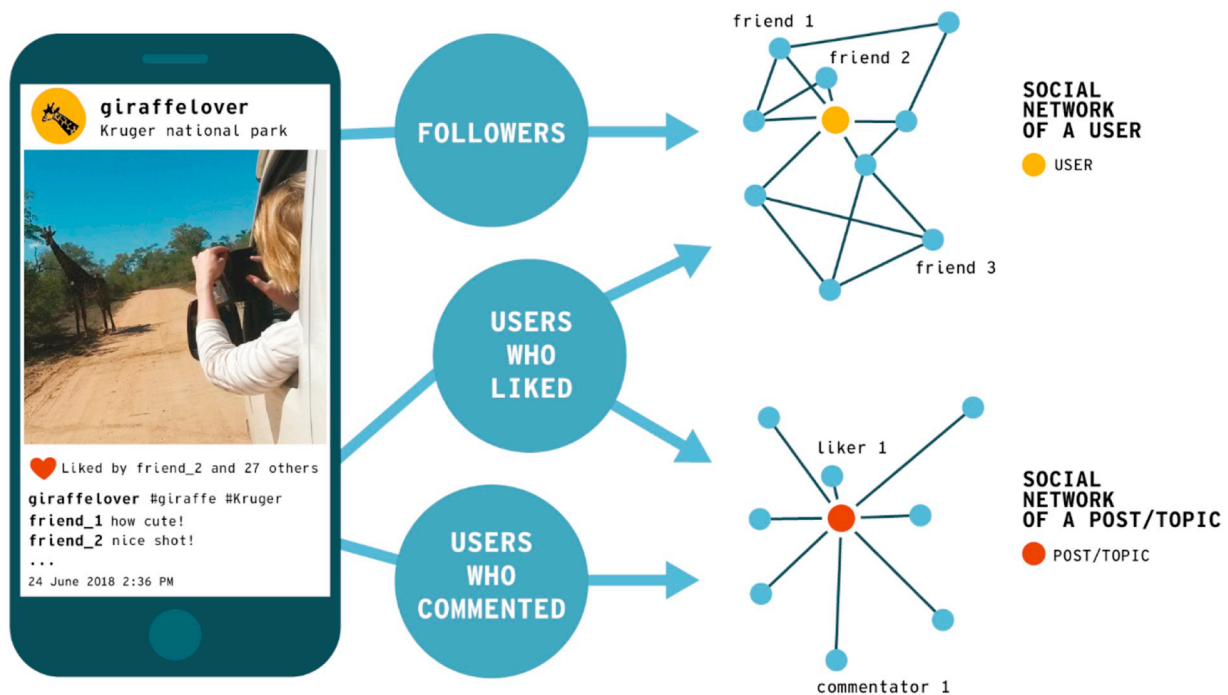 giraffelover
Kruger national park
Liked by friend_2 and 27 others
giraffelover #giraffe #Kruger
friend_1 how cute!
friend_2 nice shot!
...
24 June 2018 2:36 PM
FOLLOWERS
USERS
WHO
LIKED
USERS
WHO
COMMENTED
friend 1
friend 2
friend 3
SOCIAL
NETWORK
OF A USER
USER
liker 1
commentator 1
SOCIAL
NETWORK
OF A POST/TOPIC
POST/TOPIC